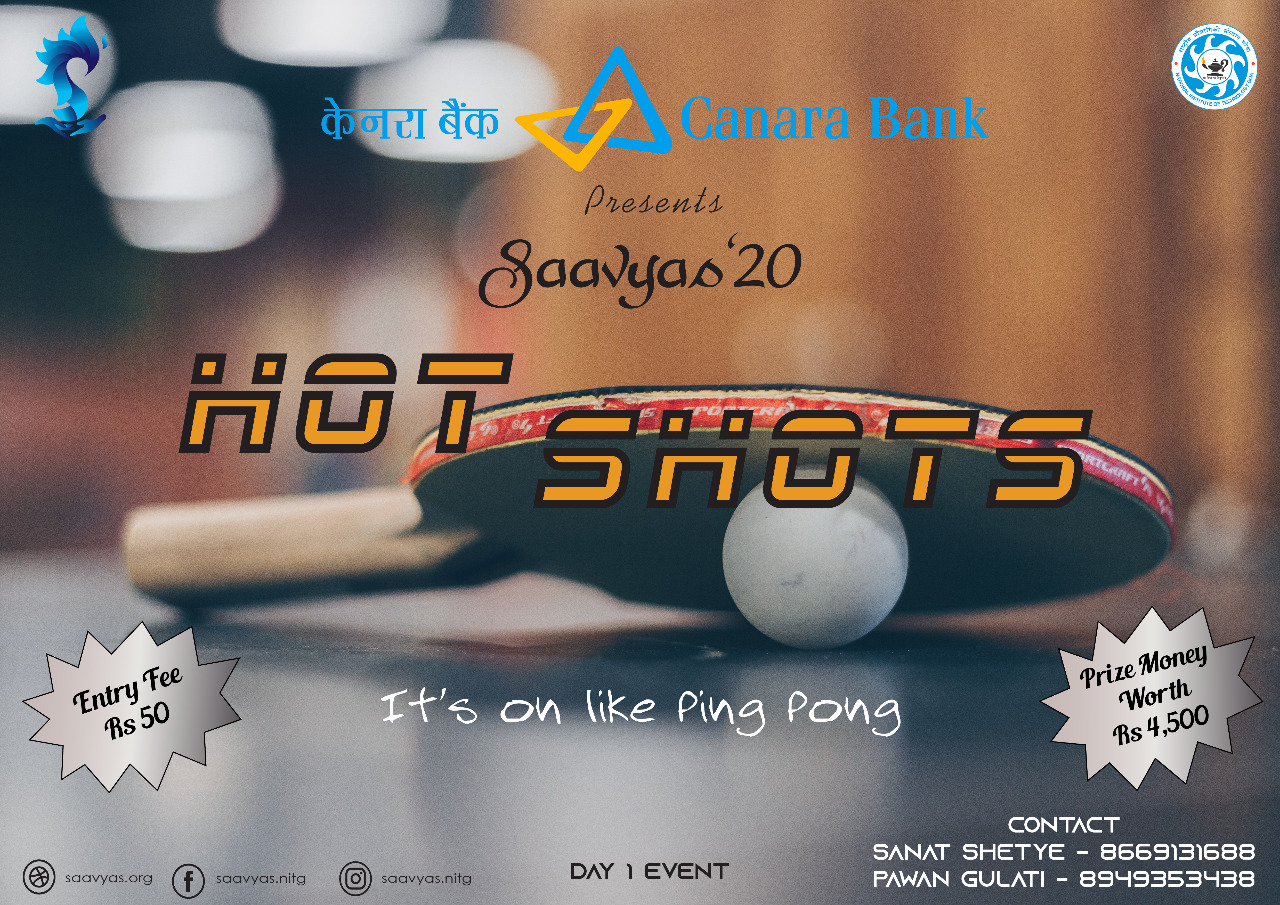 केनरा बैंक Canara Bank
Presents
Saavyas'20
HOT
SHOTS
Entry Fee
Rs 50
It's on like Ping Pong
Prize Money
Worth
Rs 4,500
CONTACT
SANAT SHETYE - 8669131688
PAWAN GULATI - 8949353438
DAY 1 EVENT
saavyas.org saavyas.nitg saavyas.nitg